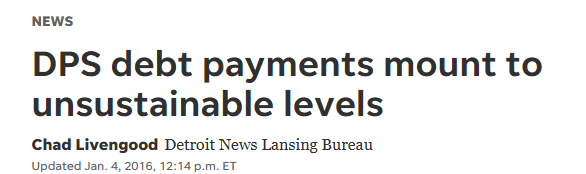 NEWS
DPS debt payments mount to
unsustainable levels
Chad Livengood Detroit News Lansing Bureau
Updated Jan. 4, 2016, 12:14 p.m. ET